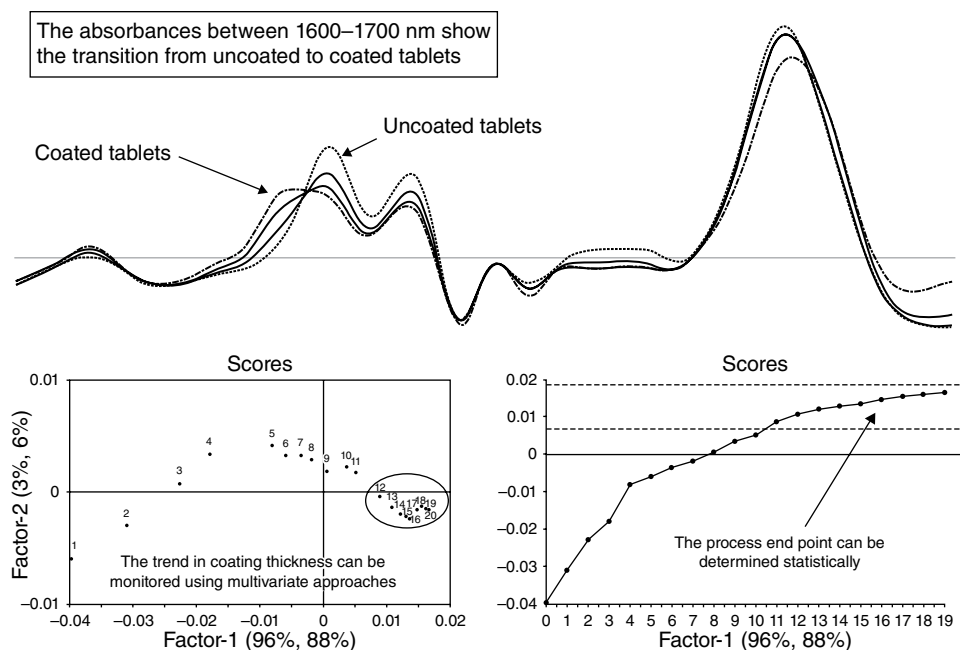 The absorbances between 1600–1700 nm show
the transition from uncoated to coated tablets
Uncoated tablets
Coated tablets
Scores
Factor-2 (3%, 6%)
0.01
0
–0.01
1
2
3
4
5
6
7
8
9
10
11
12
13
14
15
16
17
18
19
20
The trend in coating thickness can be
monitored using multivariate approaches
–0.04 –0.03 –0.02 –0.01 0 0.01 0.02
Factor-1 (96%, 88%)
Scores
0.02
0.01
0
–0.01
–0.02
–0.03
–0.04
The process end point can be
determined statistically
0 1 2 3 4 5 6 7 8 9 10 11 12 13 14 15 16 17 18 19
Factor-1 (96%, 88%)